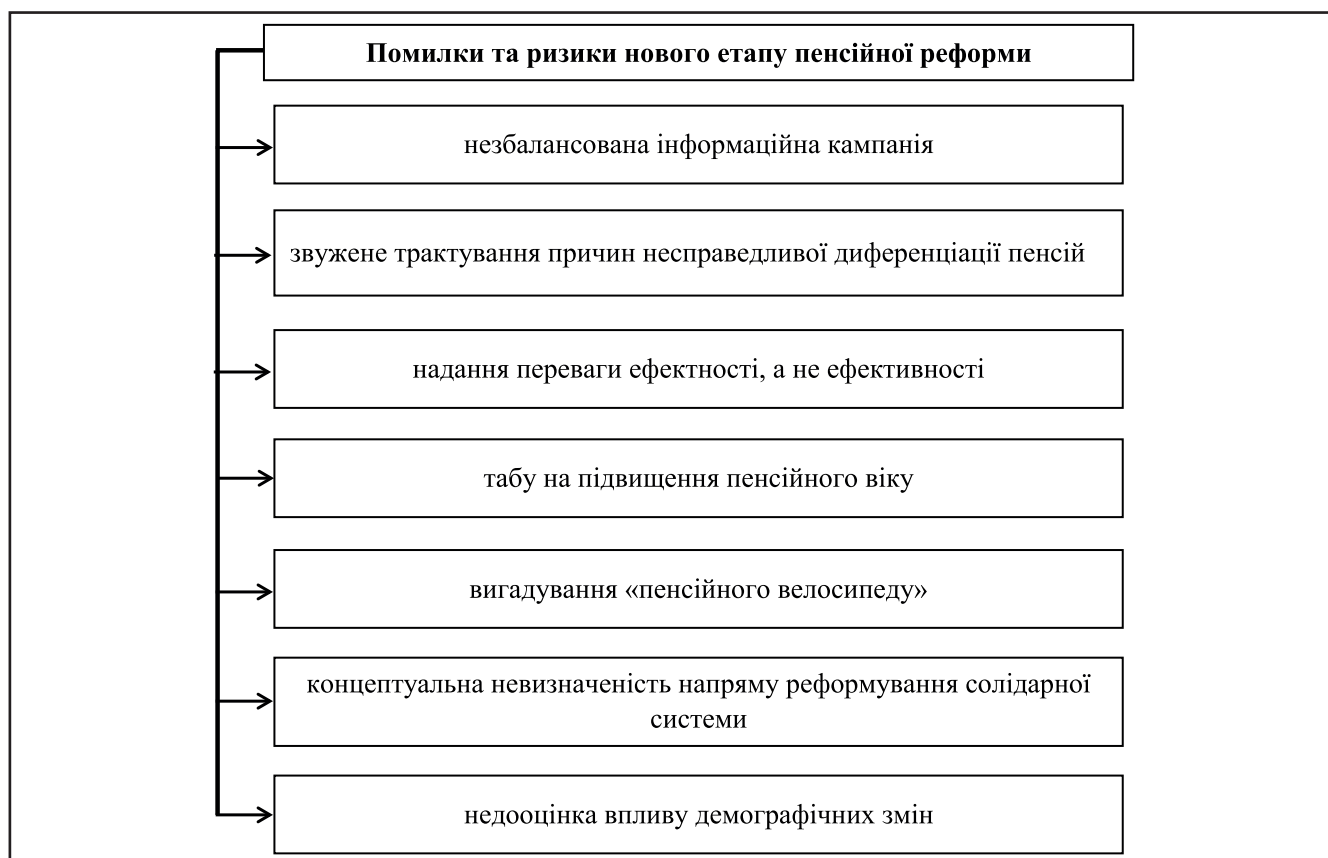 Помилки та ризики нового етапу пенсійної реформи
незбалансована інформаційна кампанія
звужене трактування причин несправедливої диференціації пенсій
надання переваги ефектності, а не ефективності
табу на підвищення пенсійного віку
вигадування «пенсійного велосипеду»
концептуальна невизначеність напряму реформування солідарної
системи
недооцінка впливу демографічних змін